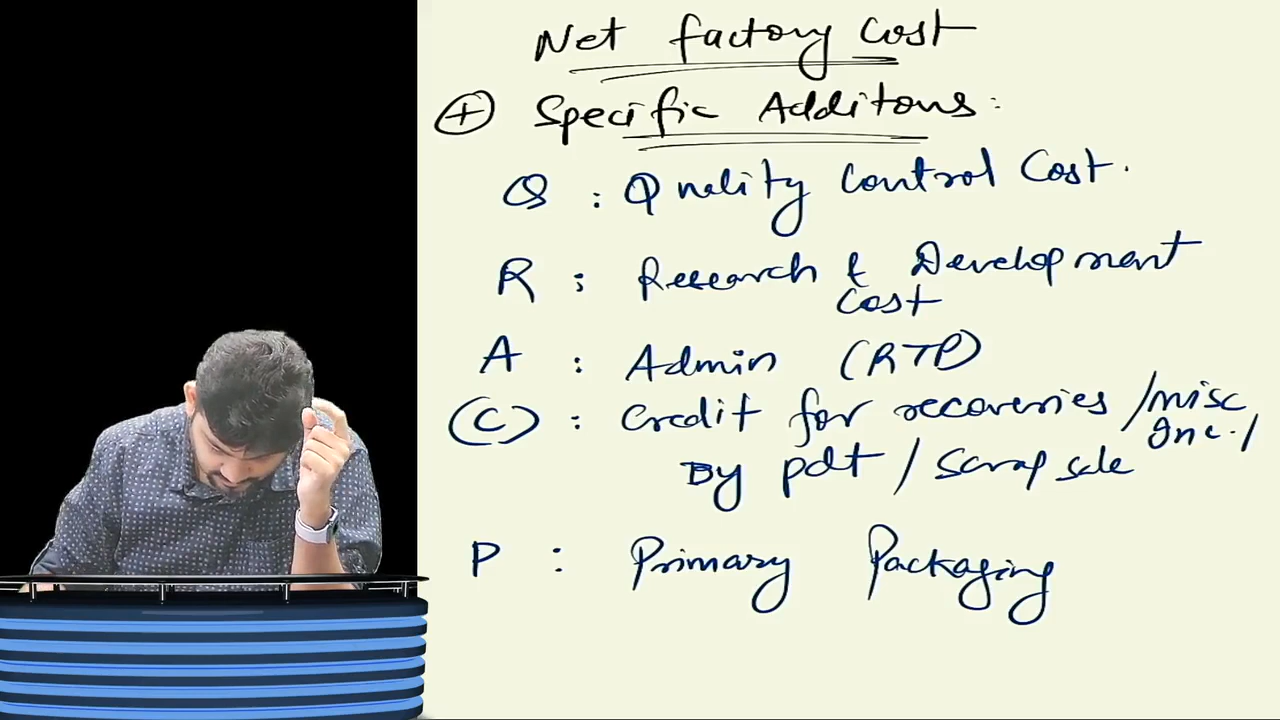 Net factory Cost
⊕ Specific Additons:
Q : Quality Control Cost.
R : Research & Development
Cost
A : Admin (RTP)
(C) : Credit for recoveries / misc
Inc. /
By pdt / Scrap sale
P : Primary Packaging